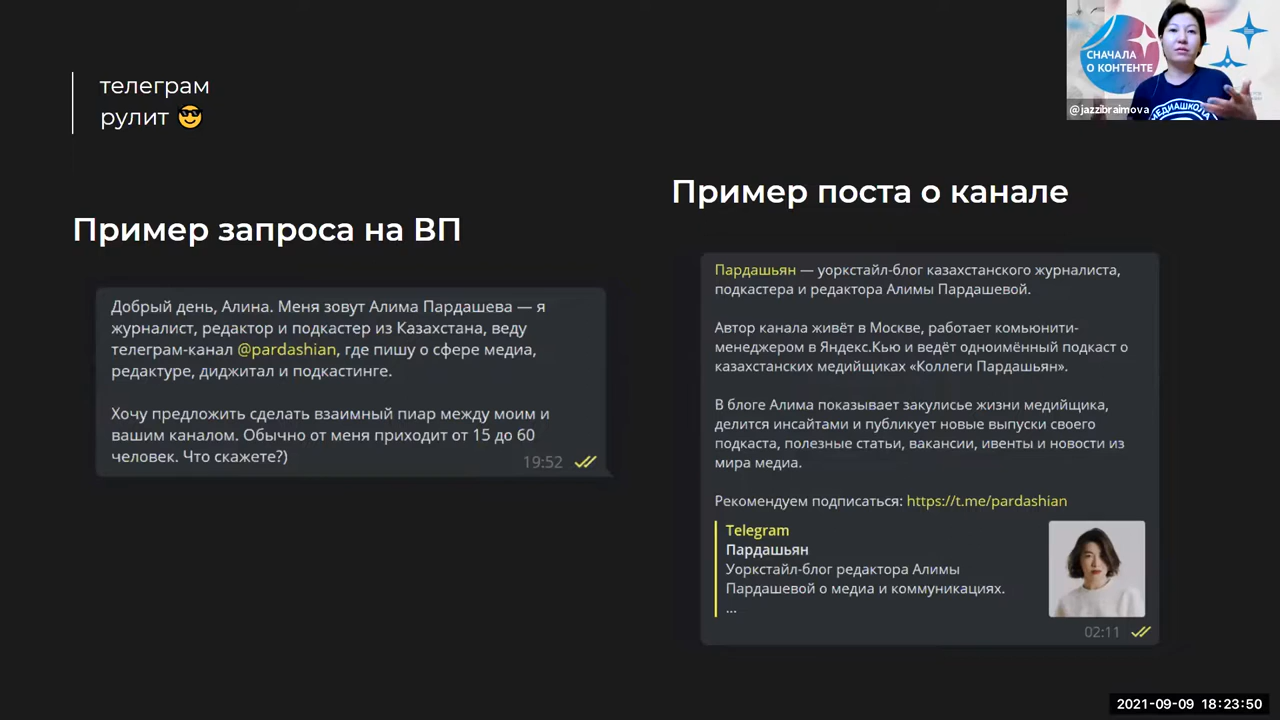 телеграм
рулит
СНАЧАЛА
О КОНТЕНТЕ
МЕДИАШКОЛА
@jazzibraimova
Пример запроса на ВП
Добрый день, Алина. Меня зовут Алима Пардашева — я
журналист, редактор и подкастер из Казахстана, веду
телеграм-канал @pardashian, где пишу о сфере медиа,
редактуре, диджитал и подкастинге.
Хочу предложить сделать взаимный пиар между моим и
вашим каналом. Обычно от меня приходит от 15 до 60
человек. Что скажете?)
19:52
Пример поста о канале
Пардашьян — уоркстайл-блог казахстанского журналиста,
подкастера и редактора Алимы Пардашевой.
Автор канала живёт в Москве, работает комьюнити-
менеджером в Яндекс.Кью и ведёт одноимённый подкаст о
казахстанских медийщиках «Коллеги Пардашьян».
В блоге Алима показывает закулисье жизни медийщика,
делится инсайтами и публикует новые выпуски своего
подкаста, полезные статьи, вакансии, ивенты и новости из
мира медиа.
Рекомендуем подписаться: https://t.me/pardashian
Telegram
Пардашьян
Уоркстайл-блог редактора Алимы
Пардашевой о медиа и коммуникациях.
...
02:11
2021-09-09 18:23:50